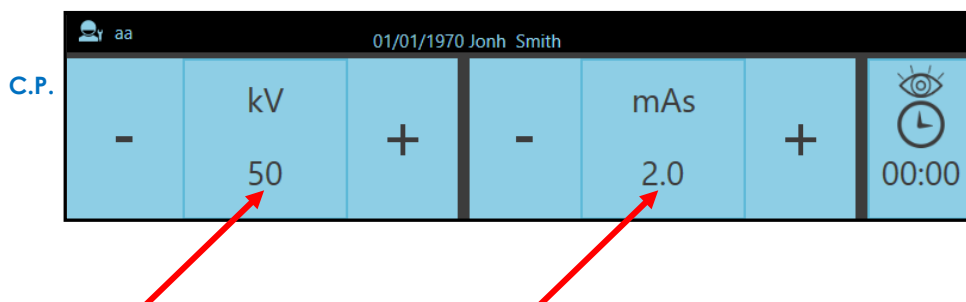 aa
01/01/1970 Jonh Smith
C.P.
- kV 50 +
- mAs 2.0 +
00:00